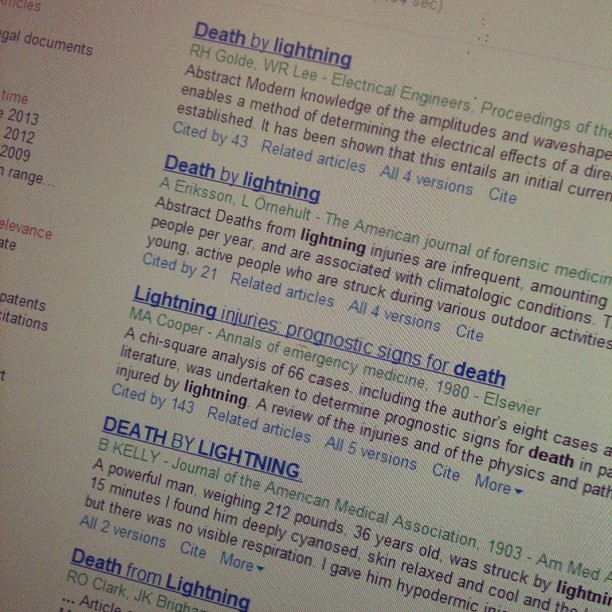 sec)
articles
egal documents
time
e 2013
2012
2009
n range...
elevance
ate
patents
citations
Death by lightning
RH Golde, WR Lee - Electrical Engineers, Proceedings of the
Abstract Modern knowledge of the amplitudes and waveshape
enables a method of determining the electrical effects of a dire
established. It has been shown that this entails an initial curren
Cited by 43 Related articles All 4 versions Cite
Death by lightning
A Eriksson, L Örnehult - The American journal of forensic medicin
Abstract Deaths from lightning injuries are infrequent, amounting
people per year, and are associated with climatologic conditions. T
young, active people who are struck during various outdoor activities
Cited by 21 Related articles All 4 versions Cite
Lightning injuries: prognostic signs for death
MA Cooper - Annals of emergency medicine, 1980 - Elsevier
A chi-square analysis of 66 cases, including the author's eight cases a
literature, was undertaken to determine prognostic signs for death in pa
injured by lightning. A review of the injuries and of the physics and path
Cited by 143 Related articles All 5 versions Cite More
DEATH BY LIGHTNING
B KELLY - Journal of the American Medical Association, 1903 - Am Med A
A powerful man, weighing 212 pounds, 36 years old, was struck by lightnin
15 minutes I found him deeply cyanosed, skin relaxed and cool and the
but there was no visible respiration. I gave him hypodermic
All 2 versions Cite More
Death from Lightning
RO Clark, JK Brigham
... Article